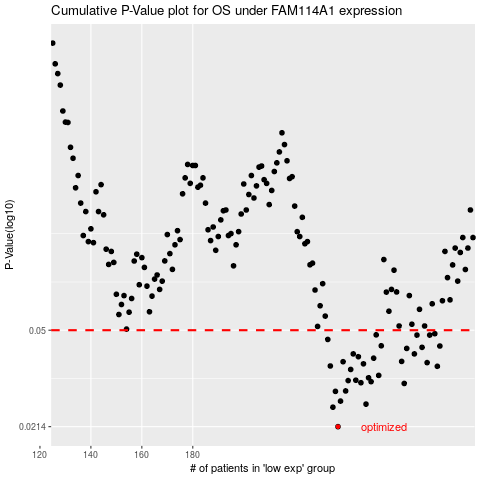 Cumulative P-Value plot for OS under FAM114A1 expression
P-Value(log10)
0.05
0.0214
optimized
120 140 160 180
# of patients in 'low exp' group